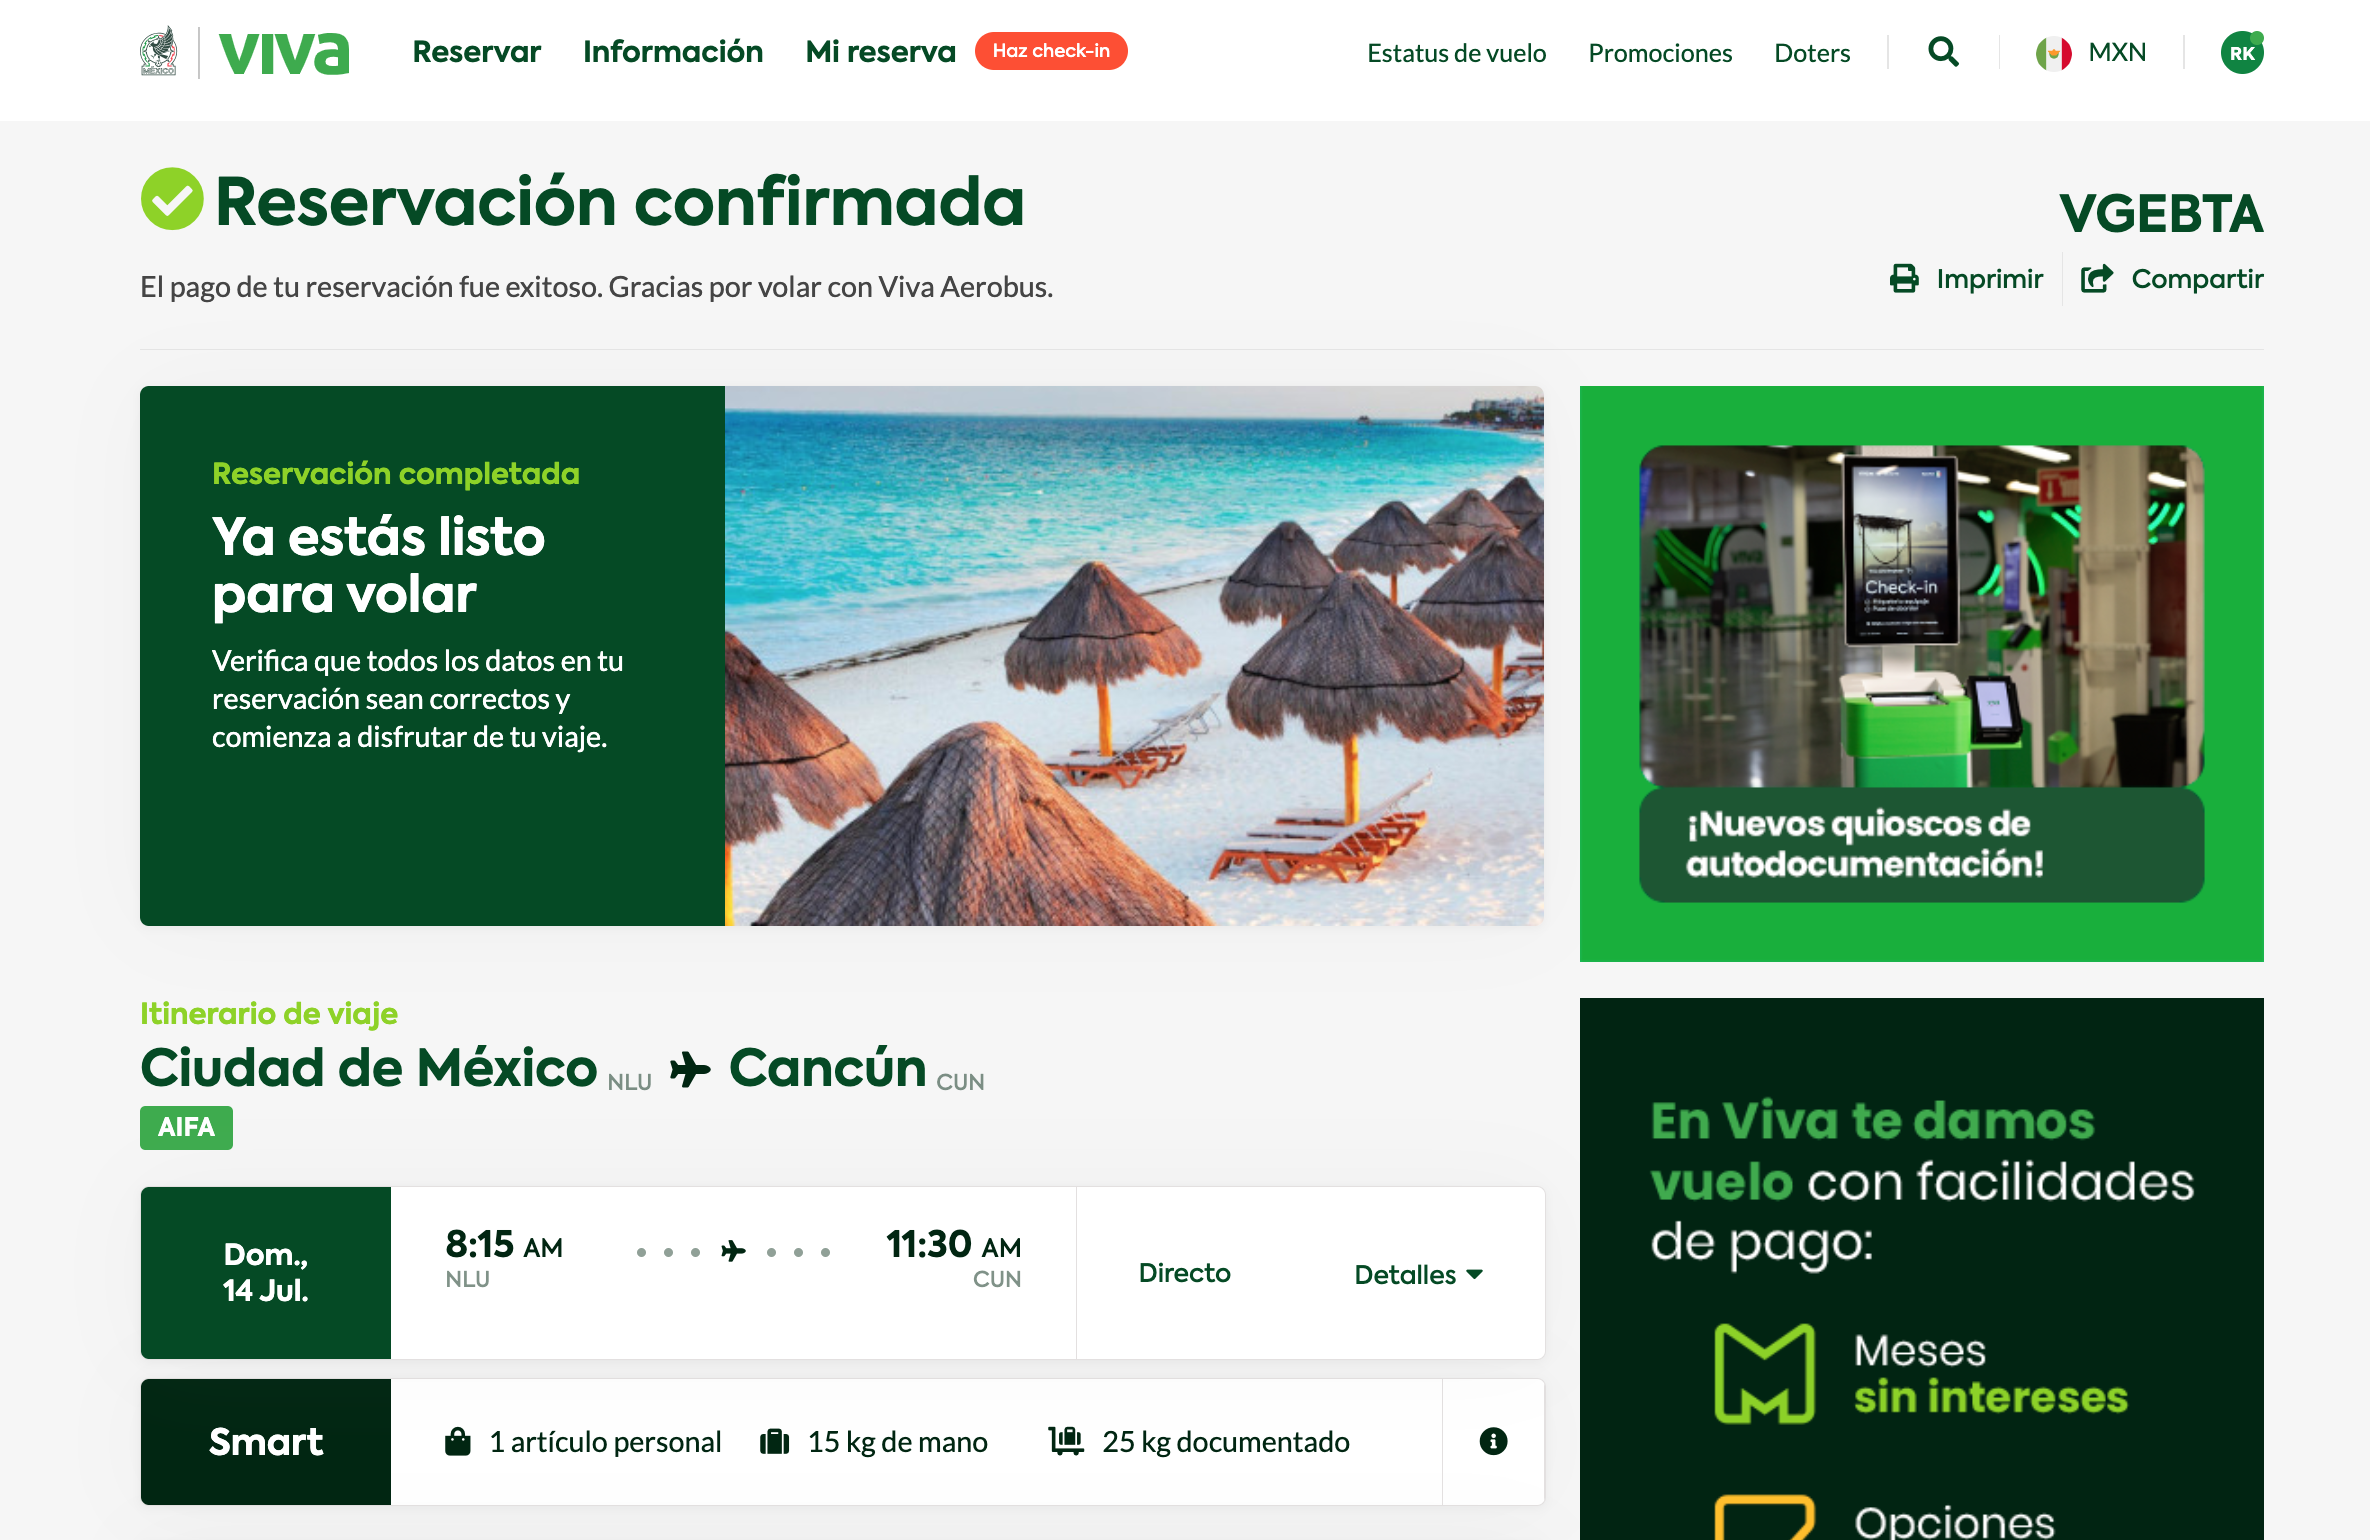 MÉXICO
viva
Reservar
Información
Mi reserva
Haz check-in
Estatus de vuelo
Promociones
Doters
MXN
RK
Reservación confirmada
El pago de tu reservación fue exitoso. Gracias por volar con Viva Aerobus.
VGEBTA
Imprimir
Compartir
Reservación completada
Ya estás listo
para volar
Verifica que todos los datos en tu
reservación sean correctos y
comienza a disfrutar de tu viaje.
Check-in
¡Nuevos quioscos de
autodocumentación!
Itinerario de viaje
Ciudad de México NLU Cancún CUN
AIFA
Dom.,
14 Jul.
8:15 AM
NLU
11:30 AM
CUN
Directo
Detalles
Smart
1 artículo personal
15 kg de mano
25 kg documentado
En Viva te damos
vuelo con facilidades
de pago:
Meses
sin intereses
Opciones